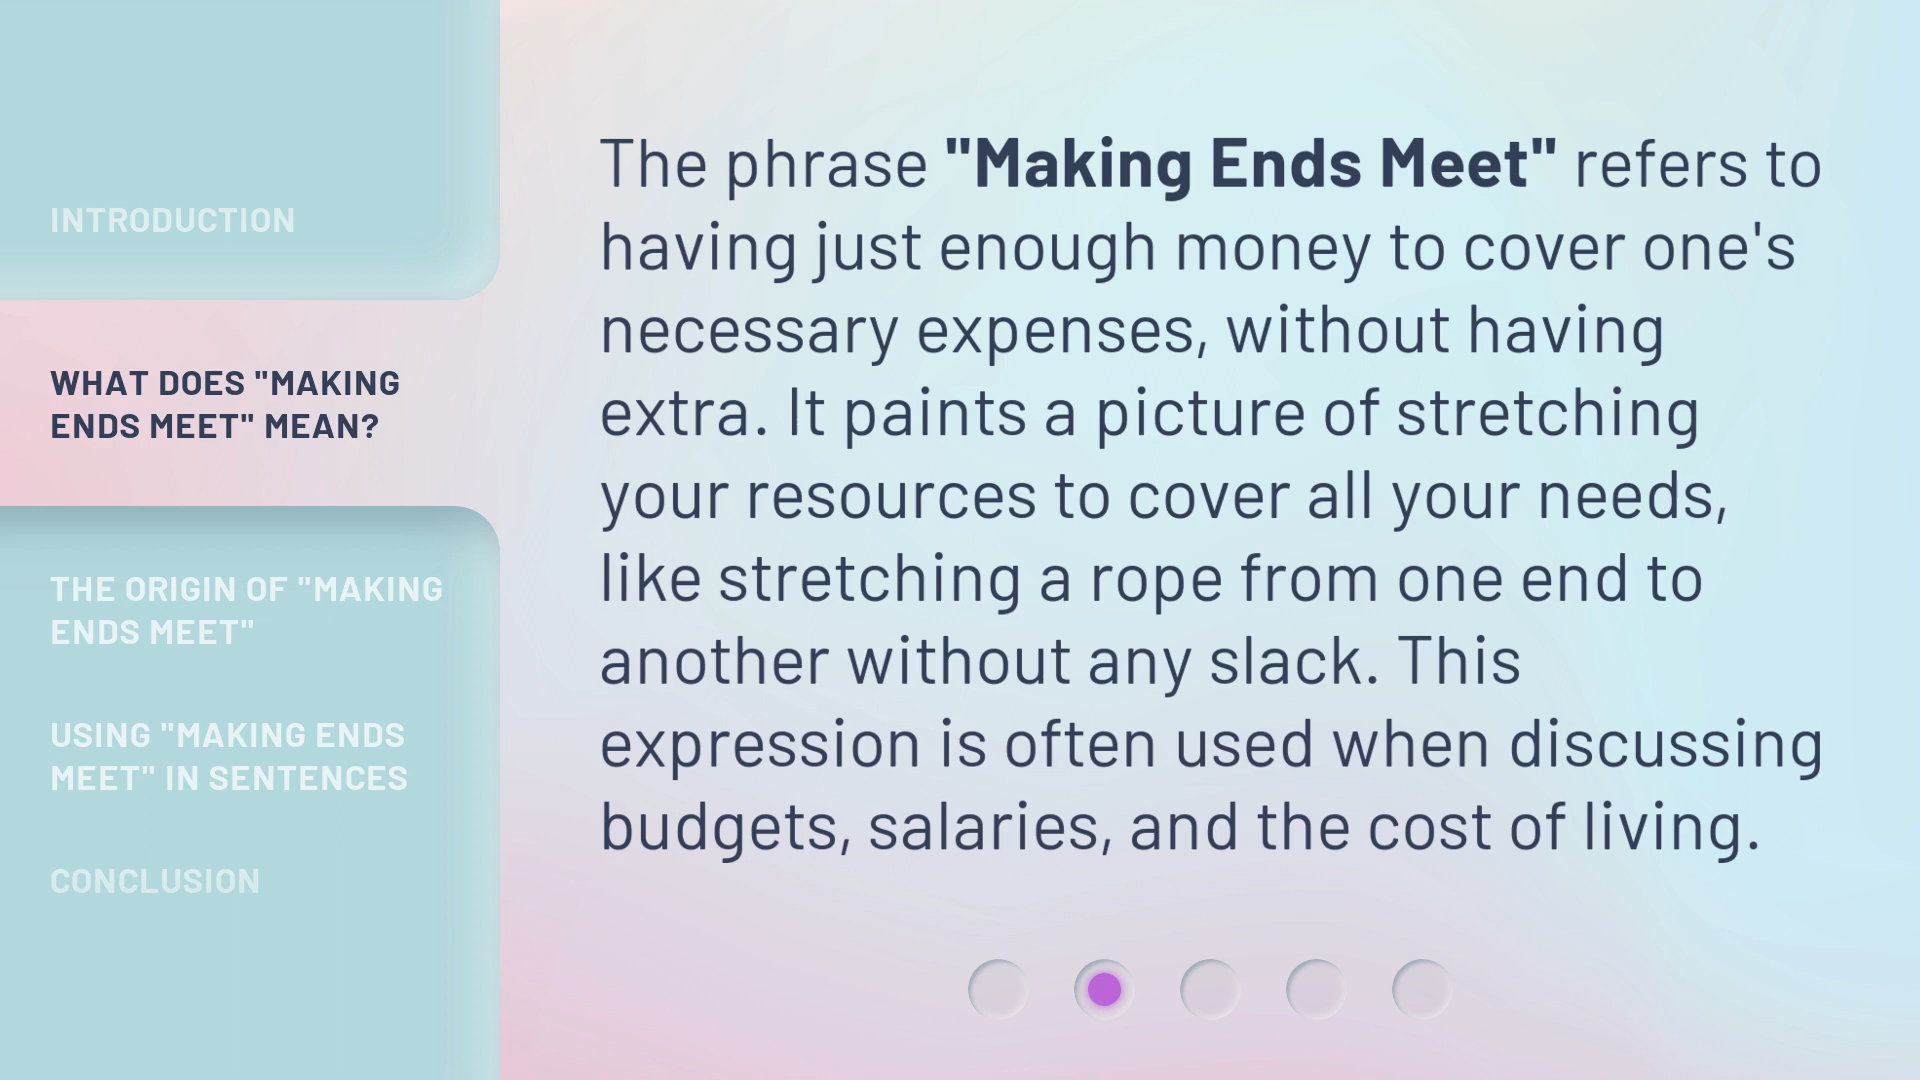 INTRODUCTION
WHAT DOES "MAKING
ENDS MEET" MEAN?
THE ORIGIN OF "MAKING
ENDS MEET"
USING "MAKING ENDS
MEET" IN SENTENCES
CONCLUSION
The phrase "Making Ends Meet" refers to
having just enough money to cover one's
necessary expenses, without having
extra. It paints a picture of stretching
your resources to cover all your needs,
like stretching a rope from one end to
another without any slack. This
expression is often used when discussing
budgets, salaries, and the cost of living.